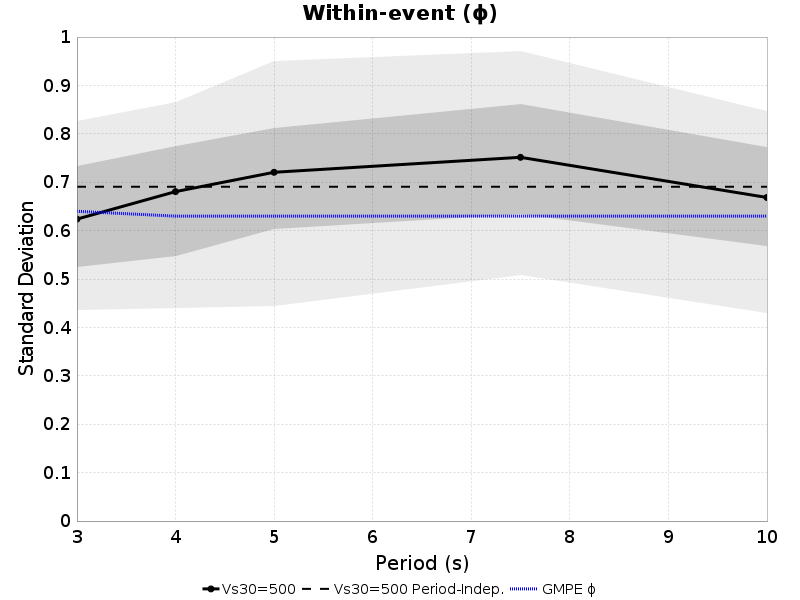 Within-event (ϕ)
Standard Deviation
1
0.9
0.8
0.7
0.6
0.5
0.4
0.3
0.2
0.1
0
3 4 5 6 7 8 9 10
Period (s)
Vs30=500 Vs30=500 Period-Indep. GMPE ϕ